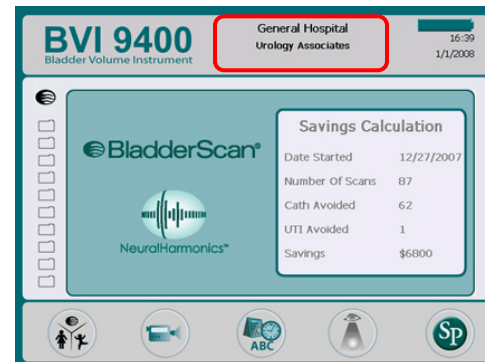 BVI 9400
Bladder Volume Instrument
General Hospital
Urology Associates
16:39
1/1/2008
BladderScan®
NeuralHarmonics™
Savings Calculation
Date Started 12/27/2007
Number Of Scans 87
Cath Avoided 62
UTI Avoided 1
Savings $6800
ABC
SP